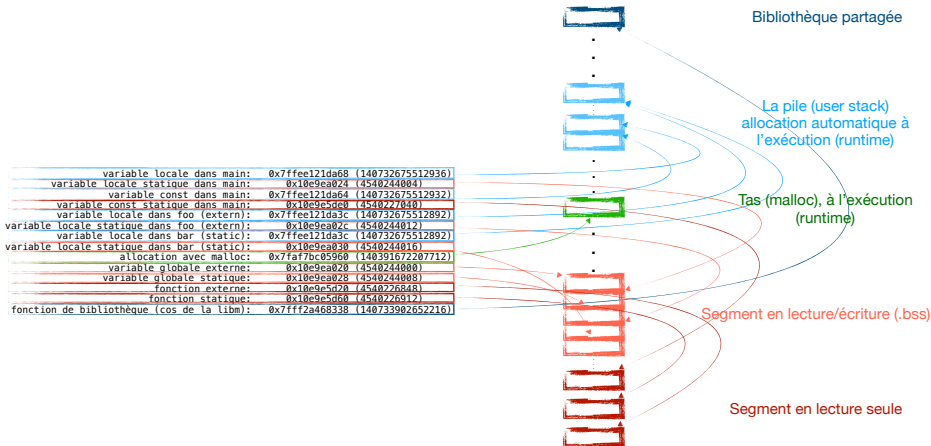 Bibliothèque partagée
La pile (user stack)
allocation automatique à
l'exécution (runtime)
variable locale dans main: 0x7ffee121da68 (140732675512936)
variable locale statique dans main: 0x10e9ea024 (4540244004)
variable const dans main: 0x7ffee121da64 (140732675512932)
variable const statique dans main: 0x10e9e5de0 (4540227040)
variable locale dans foo (extern): 0x7ffee121da3c (140732675512892)
variable locale statique dans foo (extern): 0x10e9ea02c (4540244012)
variable locale dans bar (static): 0x7ffee121da3c (140732675512892)
variable locale statique dans bar (static): 0x10e9ea030 (4540244016)
allocation avec malloc: 0x7faf7bc05960 (140391672207712)
variable globale externe: 0x10e9ea020 (4540244000)
variable globale statique: 0x10e9ea028 (4540244008)
fonction externe: 0x10e9e5d20 (4540226848)
fonction statique: 0x10e9e5d60 (4540226912)
fonction de bibliothèque (cos de la libm): 0x7fff2a468338 (140733902652216)
Tas (malloc), à l'exécution
(runtime)
Segment en lecture/écriture (.bss)
Segment en lecture seule